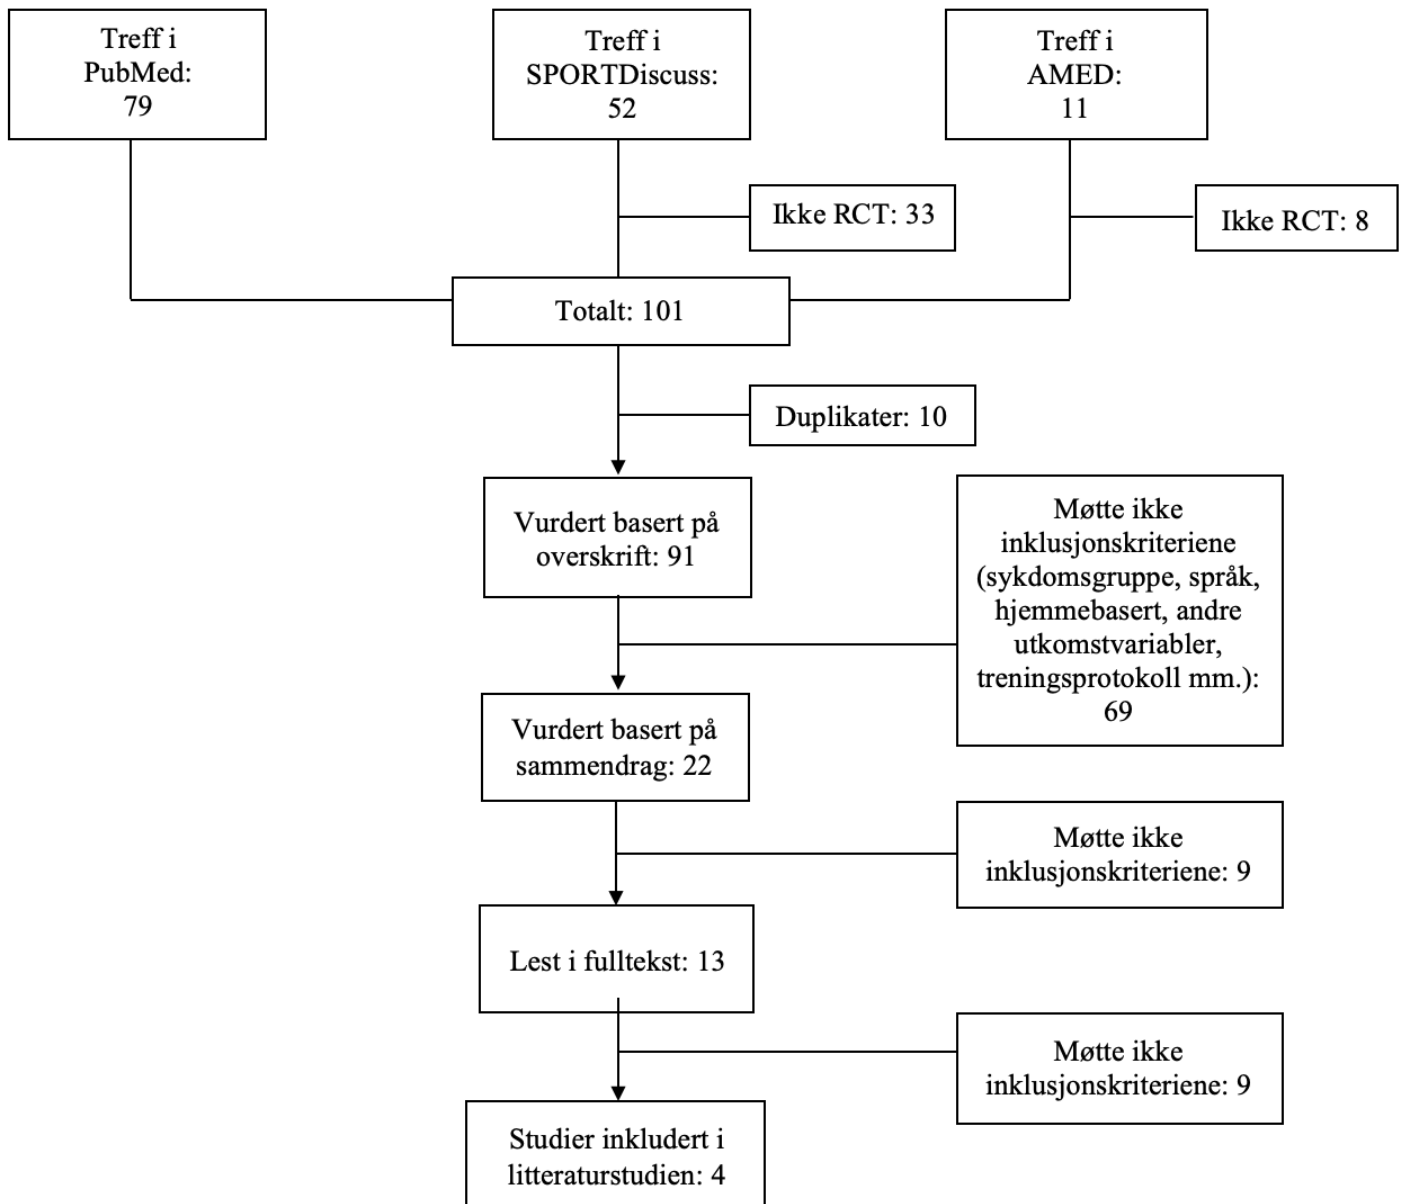 Treff i
PubMed:
79
Treff i
SPORTDiscuss:
52
Treff i
AMED:
11
Ikke RCT: 33
Ikke RCT: 8
Totalt: 101
Duplikater: 10
Vurdert basert på
overskrift: 91
Møtte ikke
inklusjonskriteriene
(sykdomsgruppe, språk,
hjemmebasert, andre
utkomstvariabler,
treningsprotokoll mm.):
69
Vurdert basert på
sammendrag: 22
Møtte ikke
inklusjonskriteriene: 9
Lest i fulltekst: 13
Møtte ikke
inklusjonskriteriene: 9
Studier inkludert i
litteraturstudien: 4